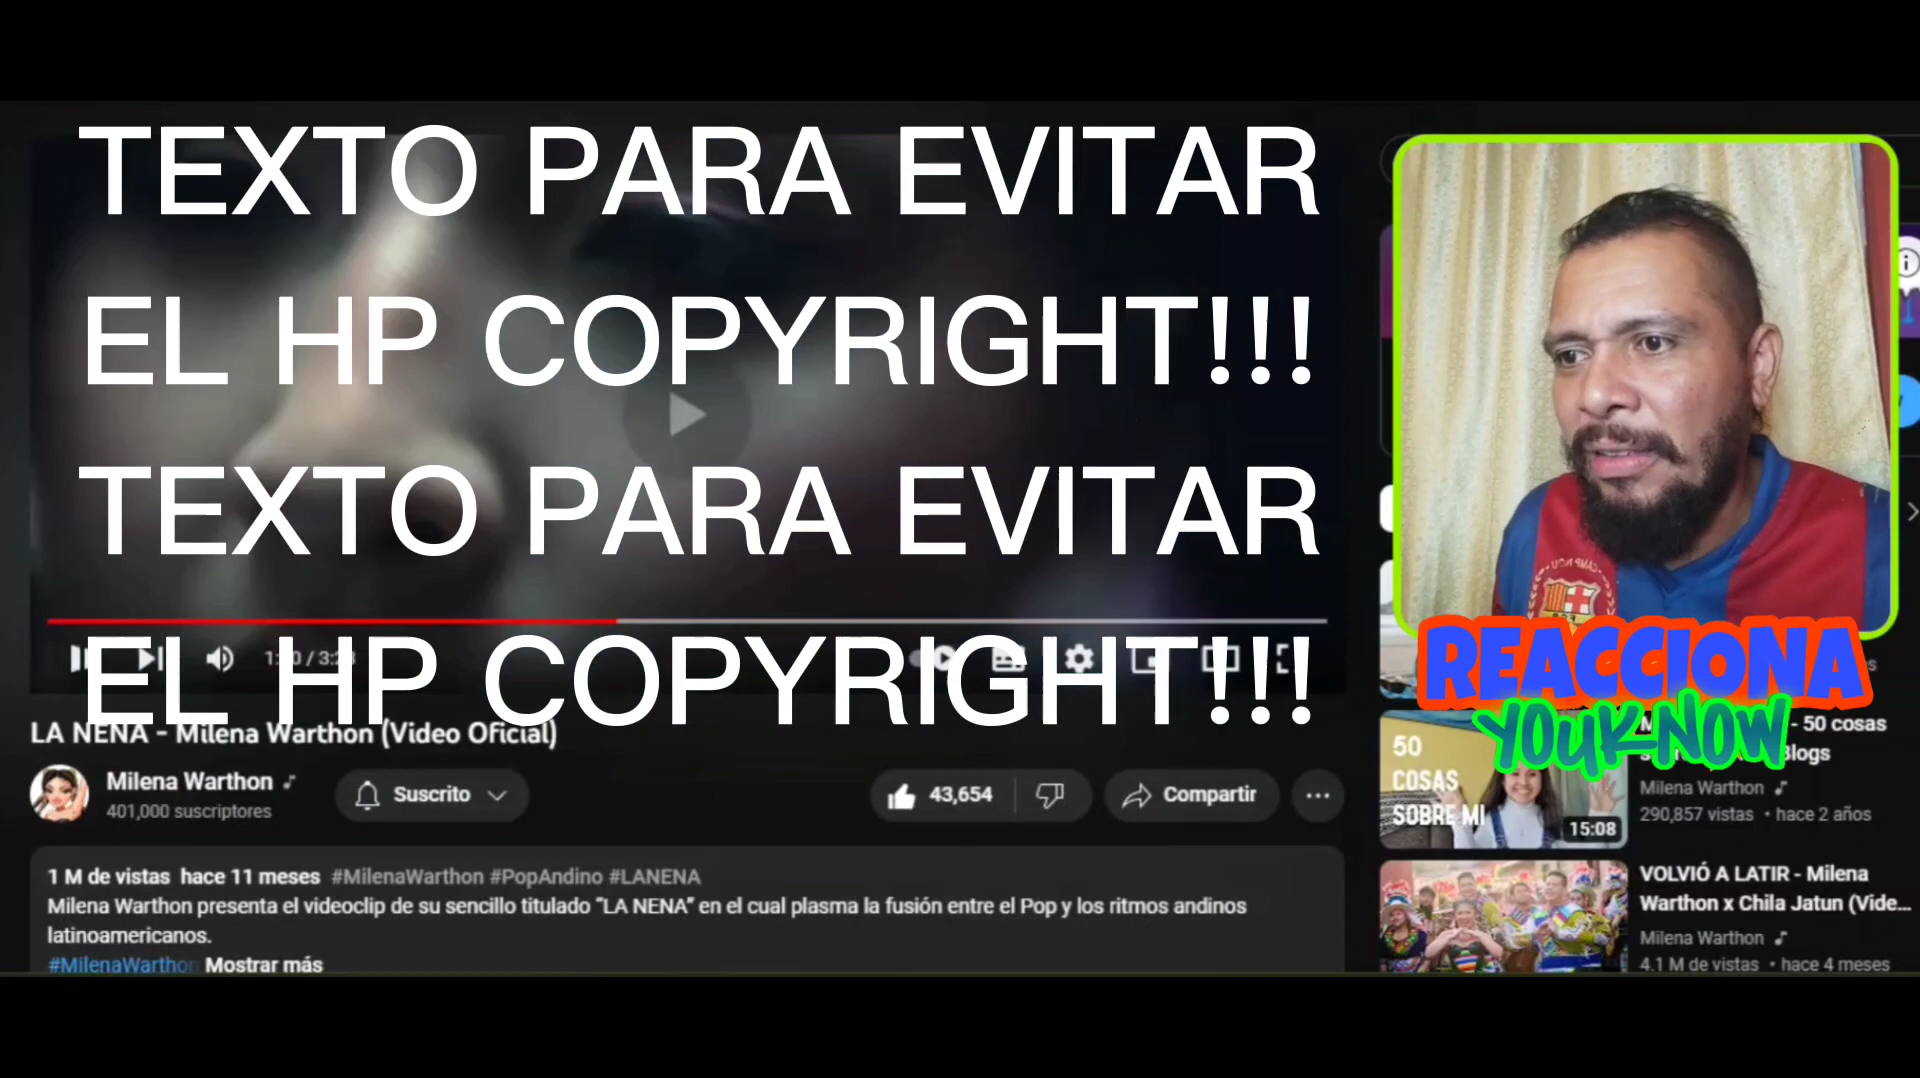 TEXTO PARA EVITAR
EL HP COPYRIGHT!!!
TEXTO PARA EVITAR
EL HP COPYRIGHT!!!
LA NENA - Milena Warthon (Video Oficial)
Milena Warthon
401,000 suscriptores
Suscrito
43,654
Compartir
1 M de vistas hace 11 meses #MilenaWarthon #PopAndino #LANENA
Milena Warthon presenta el videoclip de su sencillo titulado “LA NENA” en el cual plasma la fusión entre el Pop y los ritmos andinos
latinoamericanos.
#MilenaWarthon Mostrar más
CAMP NOU
REACCIONA
YOUK-NOW
50
COSAS
SOBRE MI
15:08
- 50 cosas
Blogs
Milena Warthon
290,857 vistas • hace 2 años
VOLVIÓ A LATIR - Milena
Warthon x Chila Jatun (Vide...
Milena Warthon
4.1 M de vistas • hace 4 meses